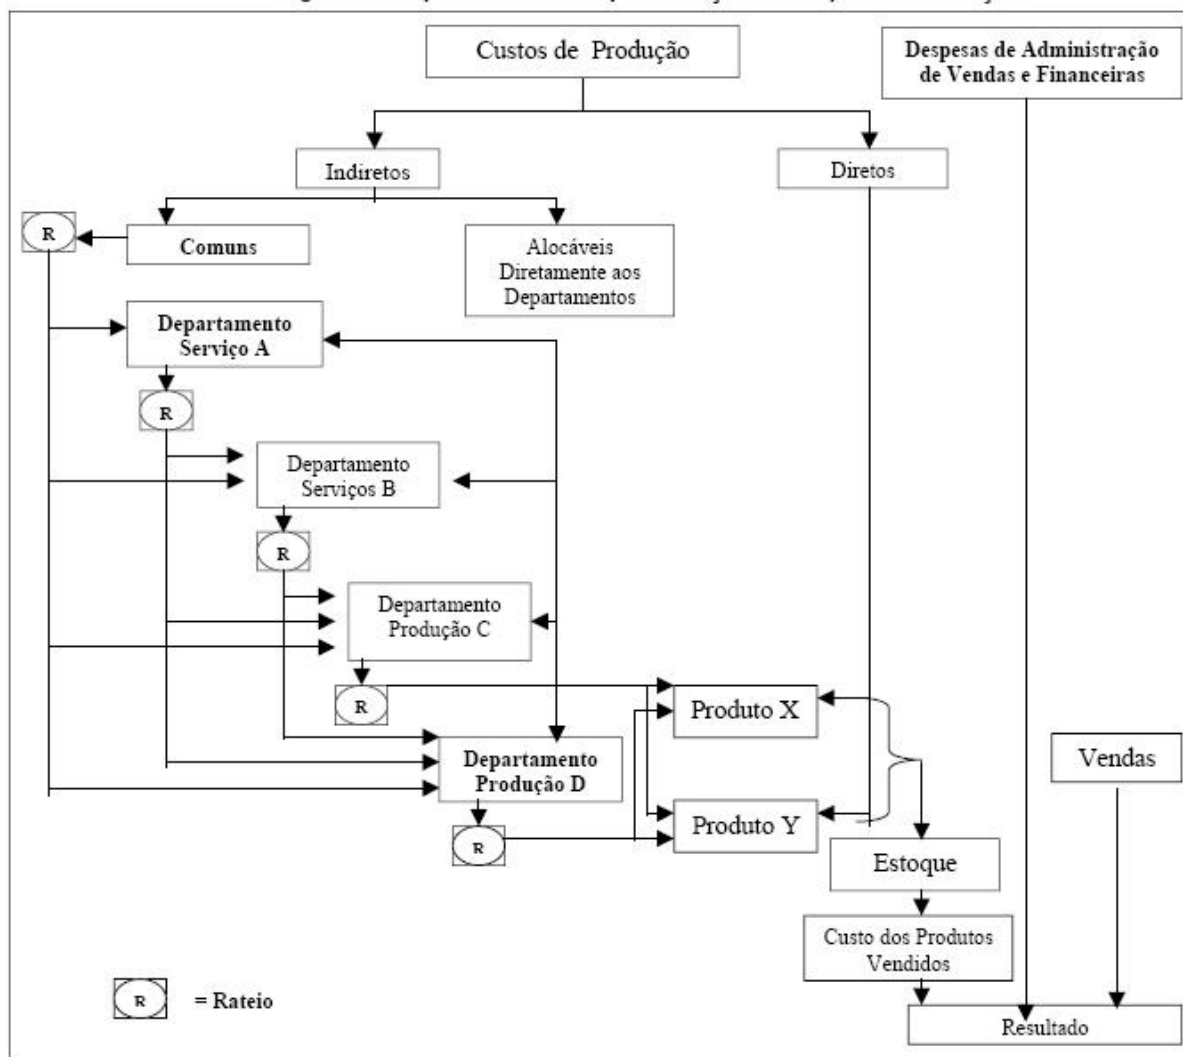 Custos de Produção
Despesas de Administração
de Vendas e Financeiras
Indiretos
Diretos
R
Comuns
Alocáveis
Diretamente aos
Departamentos
Departamento
Serviço A
R
Departamento
Serviços B
R
Departamento
Produção C
R
Produto X
Departamento
Produção D
Vendas
Produto Y
R
Estoque
Custo dos Produtos
Vendidos
R
= Rateio
Resultado